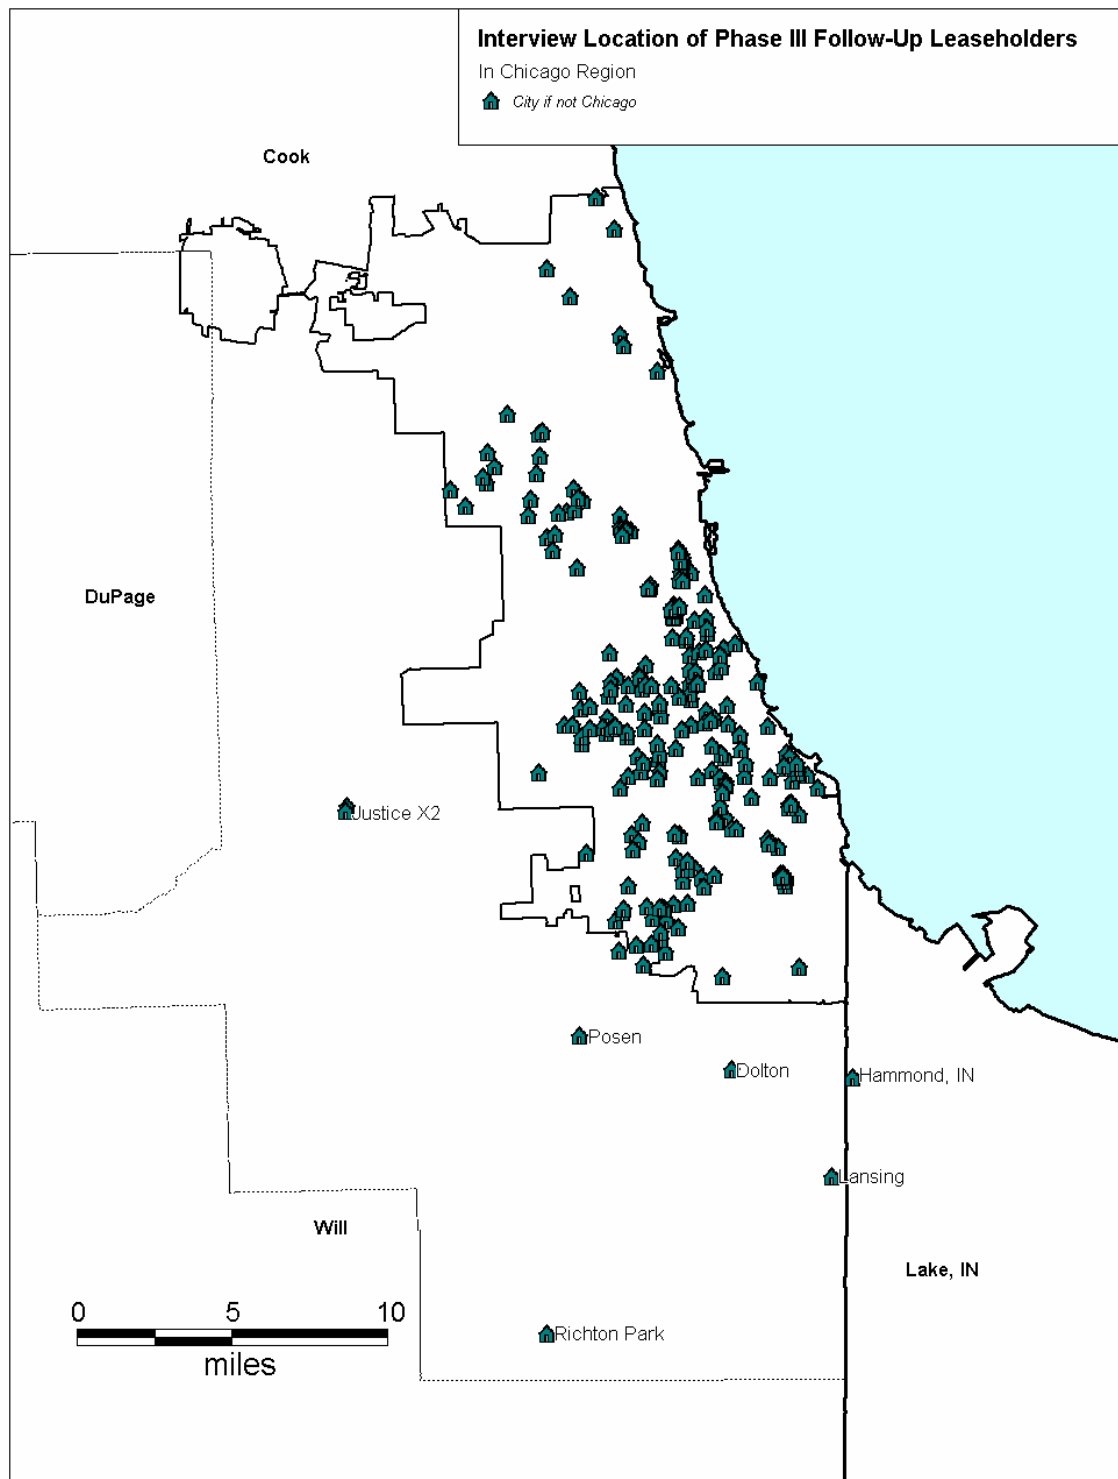 Interview Location of Phase III Follow-Up Leaseholders
In Chicago Region
City if not Chicago
Cook
DuPage
Justice X2
Posen
Dolton
Hammond, IN
Lansing
Will
Lake, IN
0 5 10
miles
Richton Park